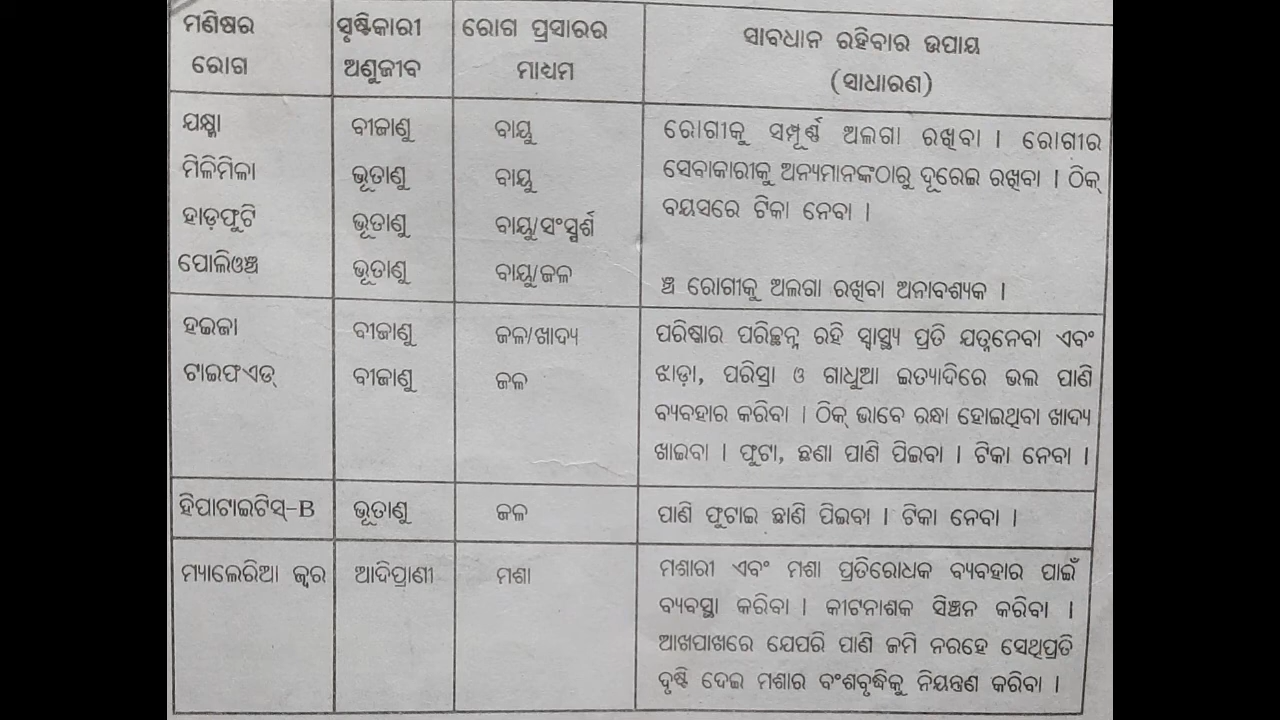 ମଣିଷର ରୋଗ | ସୃଷ୍ଟିକାରୀ ଅଣୁଜୀବ | ରୋଗ ପ୍ରସାରର ମାଧ୍ୟମ | ସାବଧାନ ରହିବାର ଉପାୟ (ସାଧାରଣ)
ଯକ୍ଷ୍ମା ବୀଜାଣୁ ବାୟୁ ରୋଗୀକୁ ସମ୍ପୂର୍ଣ୍ଣ ଅଲଗା ରଖିବା । ରୋଗୀର
ମିଳିମିଳା ଭୂତାଣୁ ବାୟୁ ସେବାକାରୀକୁ ଅନ୍ୟମାନଙ୍କଠାରୁ ଦୂରେଇ ରଖିବା । ଠିକ୍
ହାଡ଼ଫୁଟି ଭୂତାଣୁ ବାୟୁ/ସଂସ୍ପର୍ଶ ବୟସରେ ଟିକା ନେବା ।
ପୋଲିଓଞ୍ଚ ଭୂତାଣୁ ବାୟୁ/ଜଳ ଞ୍ଚ ରୋଗୀକୁ ଅଲଗା ରଖିବା ଅନାବଶ୍ୟକ ।
ହଇଜା ବୀଜାଣୁ ଜଳ/ଖାଦ୍ୟ ପରିଷ୍କାର ପରିଚ୍ଛନ୍ନ ରହି ସ୍ୱାସ୍ଥ୍ୟ ପ୍ରତି ଯତ୍ନନେବା ଏବଂ
ଟାଇଫଏଡ୍ ବୀଜାଣୁ ଜଳ ଝାଡ଼ା, ପରିସ୍ରା ଓ ଗାଧୁଆ ଇତ୍ୟାଦିରେ ଭଲ ପାଣି
ବ୍ୟବହାର କରିବା । ଠିକ୍ ଭାବେ ରନ୍ଧା ହୋଇଥିବା ଖାଦ୍ୟ
ଖାଇବା । ଫୁଟା, ଛଣା ପାଣି ପିଇବା । ଟିକା ନେବା ।
ହିପାଟାଇଟିସ୍-B ଭୂତାଣୁ ଜଳ ପାଣି ଫୁଟାଇ ଛାଣି ପିଇବା । ଟିକା ନେବା ।
ମ୍ୟାଲେରିଆ ଜ୍ୱର ଆଦିପ୍ରାଣୀ ମଶା ମଶାରୀ ଏବଂ ମଶା ପ୍ରତିରୋଧକ ବ୍ୟବହାର ପାଇଁ
ବ୍ୟବସ୍ଥା କରିବା । କୀଟନାଶକ ସିଞ୍ଚନ କରିବା ।
ଆଖପାଖରେ ଯେପରି ପାଣି ଜମି ନରହେ ସେଥିପ୍ରତି
ଦୃଷ୍ଟି ଦେଇ ମଶାର ବଂଶବୃଦ୍ଧିକୁ ନିୟନ୍ତ୍ରଣ କରିବା ।